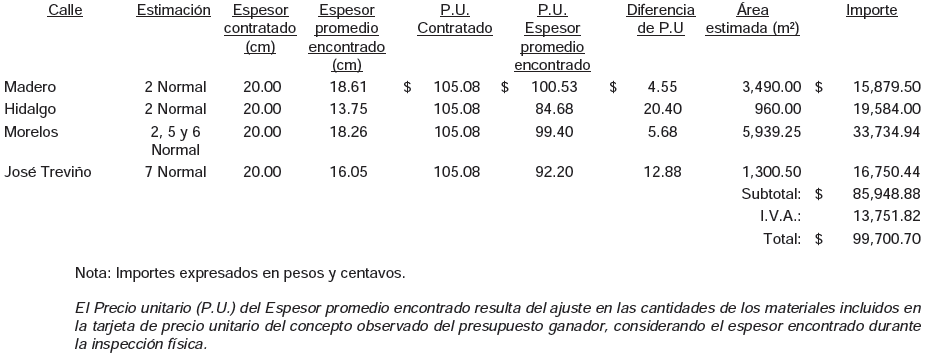 Calle Estimación Espesor contratado (cm) Espesor promedio encontrado (cm) P.U. Contratado P.U. Espesor promedio encontrado Diferencia de P.U Área estimada (m²) Importe
Madero 2 Normal 20.00 18.61 $ 105.08 $ 100.53 $ 4.55 3,490.00 $ 15,879.50
Hidalgo 2 Normal 20.00 13.75 105.08 84.68 20.40 960.00 19,584.00
Morelos 2, 5 y 6 Normal 20.00 18.26 105.08 99.40 5.68 5,939.25 33,734.94
José Treviño 7 Normal 20.00 16.05 105.08 92.20 12.88 1,300.50 16,750.44
Subtotal: $ 85,948.88
I.V.A.: 13,751.82
Total: $ 99,700.70
Nota: Importes expresados en pesos y centavos.
El Precio unitario (P.U.) del Espesor promedio encontrado resulta del ajuste en las cantidades de los materiales incluidos en
la tarjeta de precio unitario del concepto observado del presupuesto ganador, considerando el espesor encontrado durante
la inspección física.